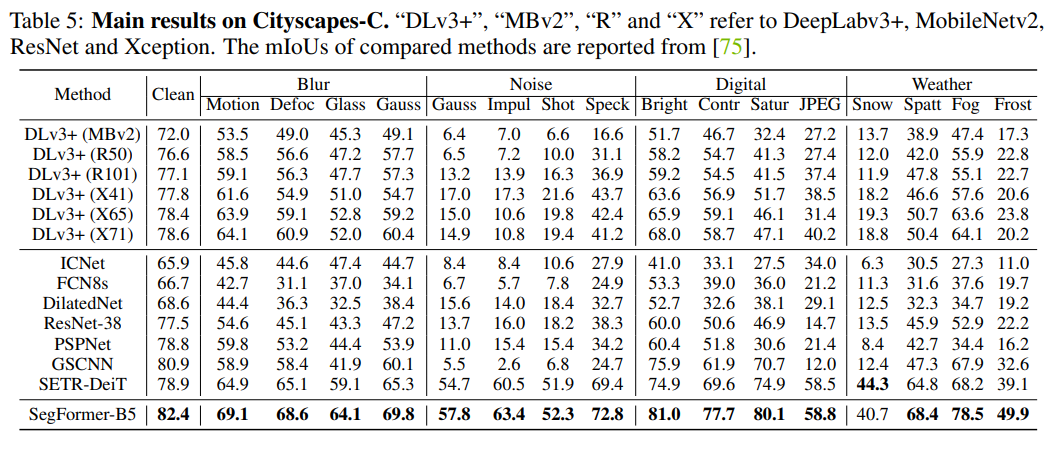 Table 5: Main results on Cityscapes-C. “DLv3+”, “MBv2”, “R” and “X” refer to DeepLabv3+, MobileNetv2,
ResNet and Xception. The mIoUs of compared methods are reported from [75].
Method Clean Blur Noise Digital Weather
Motion Defoc Glass Gauss Gauss Impul Shot Speck Bright Contr Satur JPEG Snow Spatt Fog Frost
DLv3+ (MBv2) 72.0 53.5 49.0 45.3 49.1 6.4 7.0 6.6 16.6 51.7 46.7 32.4 27.2 13.7 38.9 47.4 17.3
DLv3+ (R50) 76.6 58.5 56.6 47.2 57.7 6.5 7.2 10.0 31.1 58.2 54.7 41.3 27.4 12.0 42.0 55.9 22.8
DLv3+ (R101) 77.1 59.1 56.3 47.7 57.3 13.2 13.9 16.3 36.9 59.2 54.5 41.5 37.4 11.9 47.8 55.1 22.7
DLv3+ (X41) 77.8 61.6 54.9 51.0 54.7 17.0 17.3 21.6 43.7 63.6 56.9 51.7 38.5 18.2 46.6 57.6 20.6
DLv3+ (X65) 78.4 63.9 59.1 52.8 59.2 15.0 10.6 19.8 42.4 65.9 59.1 46.1 31.4 19.3 50.7 63.6 23.8
DLv3+ (X71) 78.6 64.1 60.9 52.0 60.4 14.9 10.8 19.4 41.2 68.0 58.7 47.1 40.2 18.8 50.4 64.1 20.2
ICNet 65.9 45.8 44.6 47.4 44.7 8.4 8.4 10.6 27.9 41.0 33.1 27.5 34.0 6.3 30.5 27.3 11.0
FCN8s 66.7 42.7 31.1 37.0 34.1 6.7 5.7 7.8 24.9 53.3 39.0 36.0 21.2 11.3 31.6 37.6 19.7
DilatedNet 68.6 44.4 36.3 32.5 38.4 15.6 14.0 18.4 32.7 52.7 32.6 38.1 29.1 12.5 32.3 34.7 19.2
ResNet-38 77.5 54.6 45.1 43.3 47.2 13.7 16.0 18.2 38.3 60.0 50.6 46.9 14.7 13.5 45.9 52.9 22.2
PSPNet 78.8 59.8 53.2 44.4 53.9 11.0 15.4 15.4 34.2 60.4 51.8 30.6 21.4 8.4 42.7 34.4 16.2
GSCNN 80.9 58.9 58.4 41.9 60.1 5.5 2.6 6.8 24.7 75.9 61.9 70.7 12.0 12.4 47.3 67.9 32.6
SETR-DeiT 78.9 64.9 65.1 59.1 65.3 54.7 60.5 51.9 69.4 74.9 69.6 74.9 58.5 44.3 64.8 68.2 39.1
SegFormer-B5 82.4 69.1 68.6 64.1 69.8 57.8 63.4 52.3 72.8 81.0 77.7 80.1 58.8 40.7 68.4 78.5 49.9